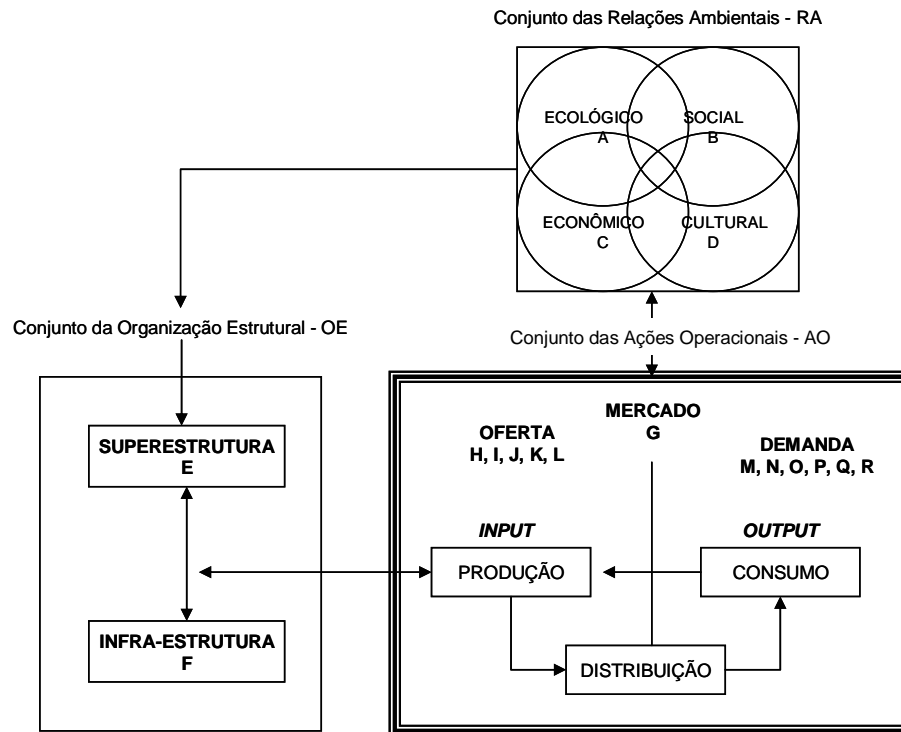 Conjunto das Relações Ambientais - RA
ECOLÓGICO
A
SOCIAL
B
ECONÔMICO
C
CULTURAL
D
Conjunto da Organização Estrutural - OE
Conjunto das Ações Operacionais - AO
SUPERESTRUTURA
E
INFRA-ESTRUTURA
F
MERCADO
G
OFERTA
H, I, J, K, L
DEMANDA
M, N, O, P, Q, R
INPUT
OUTPUT
PRODUÇÃO
CONSUMO
DISTRIBUIÇÃO